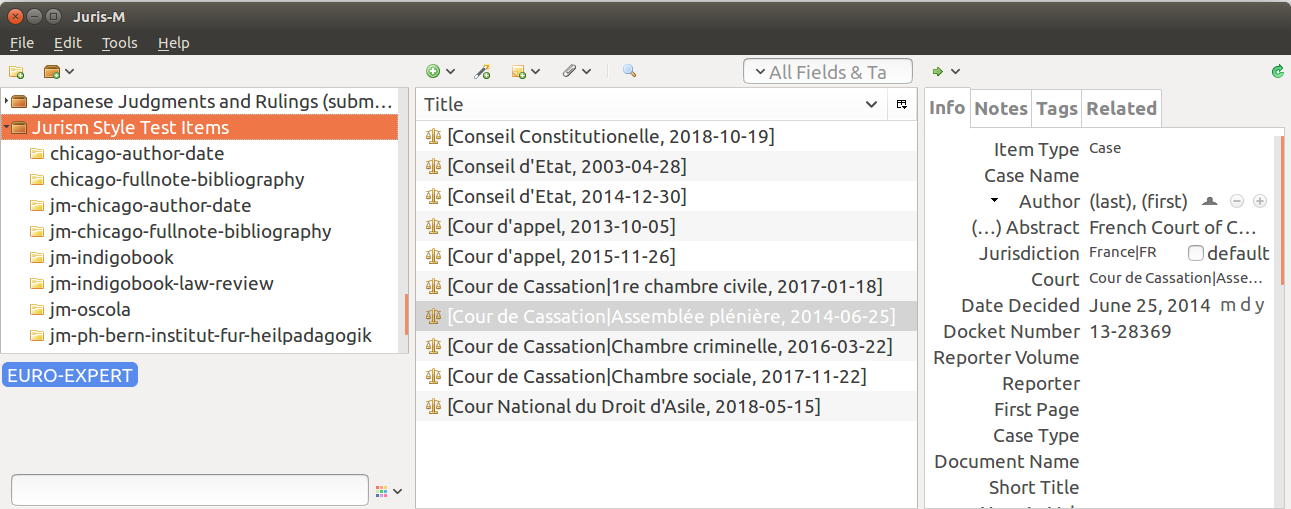 Juris-M
File Edit Tools Help
All Fields & Ta
Japanese Judgments and Rulings (subm…
Jurism Style Test Items
chicago-author-date
chicago-fullnote-bibliography
jm-chicago-author-date
jm-chicago-fullnote-bibliography
jm-indigobook
jm-indigobook-law-review
jm-oscola
jm-ph-bern-institut-fur-heilpadagogik
EURO-EXPERT
Title
[Conseil Constitutionelle, 2018-10-19]
[Conseil d'Etat, 2003-04-28]
[Conseil d'Etat, 2014-12-30]
[Cour d'appel, 2013-10-05]
[Cour d'appel, 2015-11-26]
[Cour de Cassation|1re chambre civile, 2017-01-18]
[Cour de Cassation|Assemblée plénière, 2014-06-25]
[Cour de Cassation|Chambre criminelle, 2016-03-22]
[Cour de Cassation|Chambre sociale, 2017-11-22]
[Cour National du Droit d'Asile, 2018-05-15]
Info Notes Tags Related
Item Type Case
Case Name
Author (last), (first)
(…) Abstract French Court of C…
Jurisdiction France|FR default
Court Cour de Cassation|Asse…
Date Decided June 25, 2014 m d y
Docket Number 13-28369
Reporter Volume
Reporter
First Page
Case Type
Document Name
Short Title